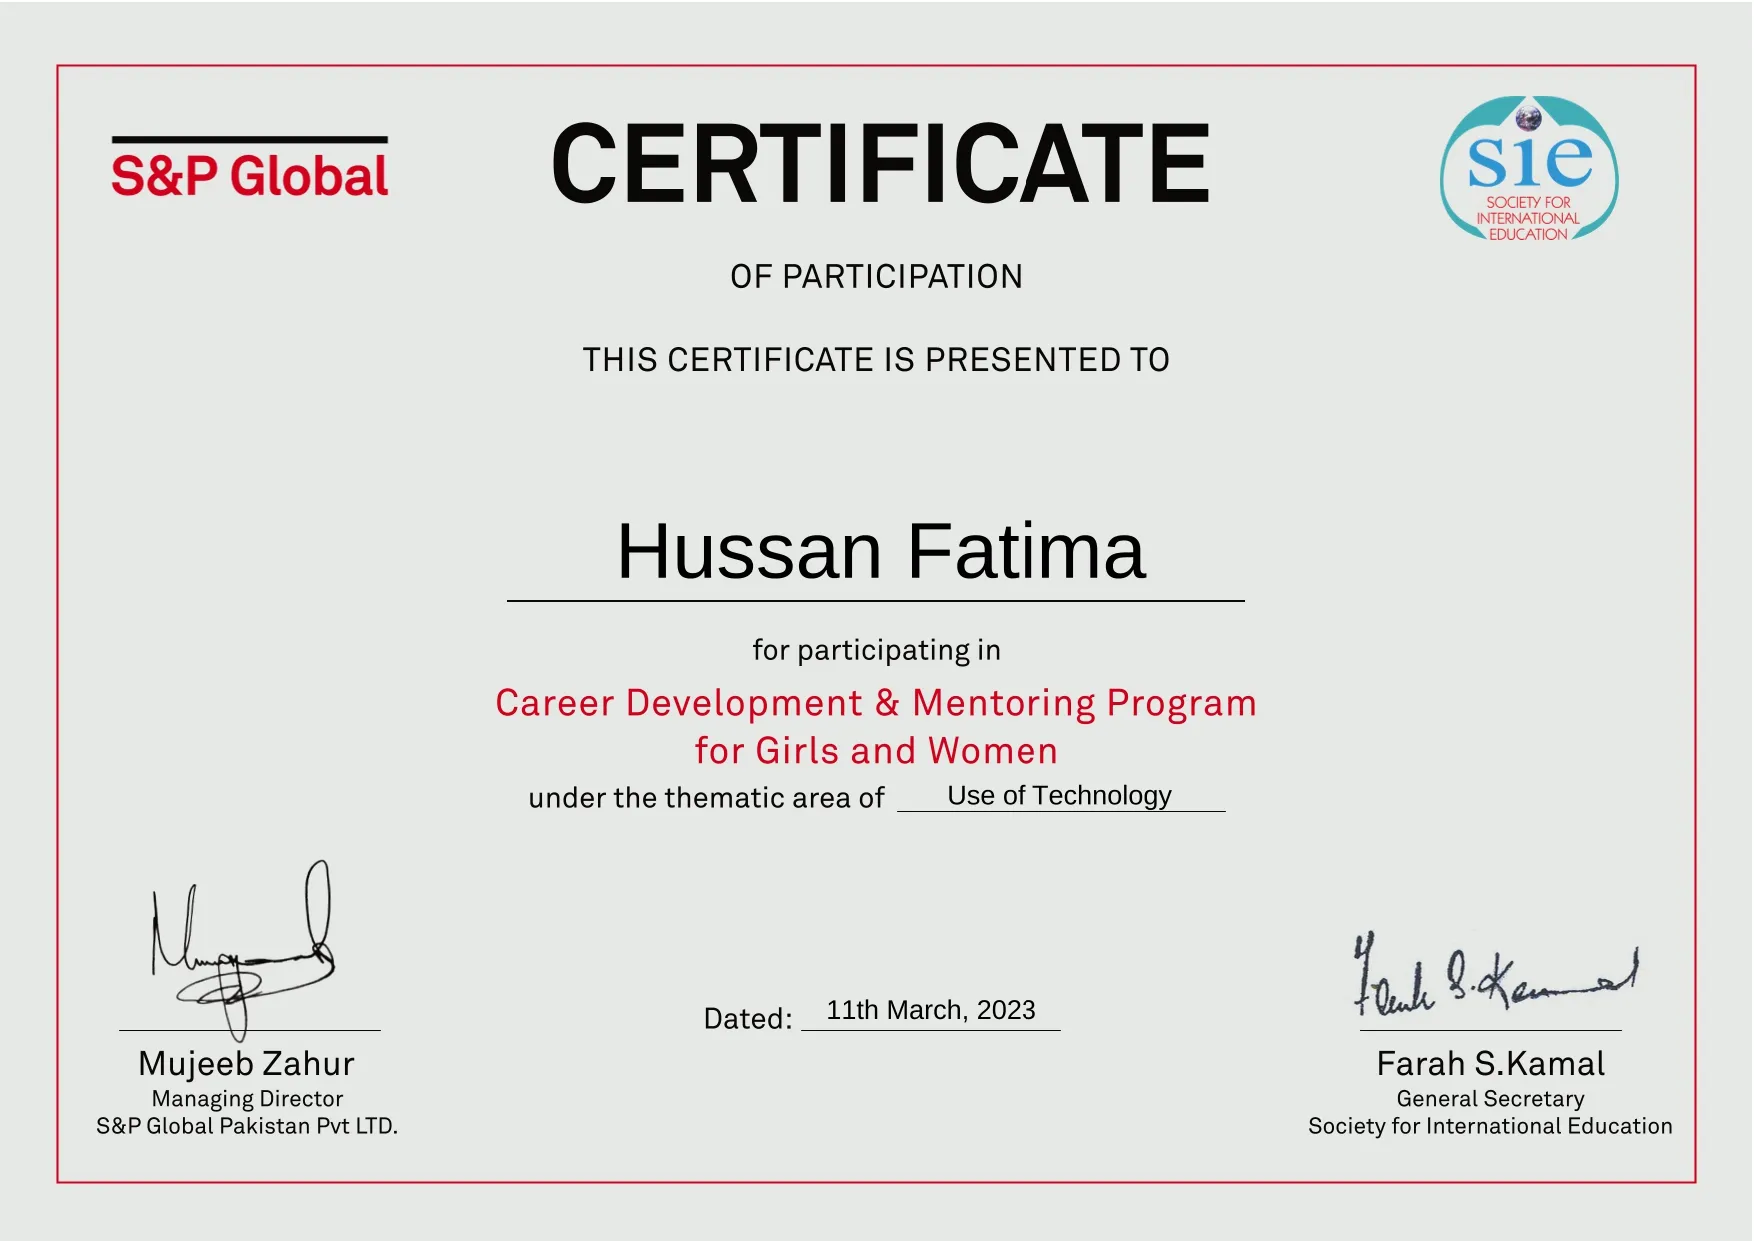 S&P Global
CERTIFICATE
sie
SOCIETY FOR
INTERNATIONAL
EDUCATION
OF PARTICIPATION
THIS CERTIFICATE IS PRESENTED TO
Hussan Fatima
for participating in
Career Development & Mentoring Program
for Girls and Women
under the thematic area of Use of Technology
Farah S. Kamal
Dated: 11th March, 2023
Mujeeb Zahur
Managing Director
S&P Global Pakistan Pvt LTD.
Farah S.Kamal
General Secretary
Society for International Education